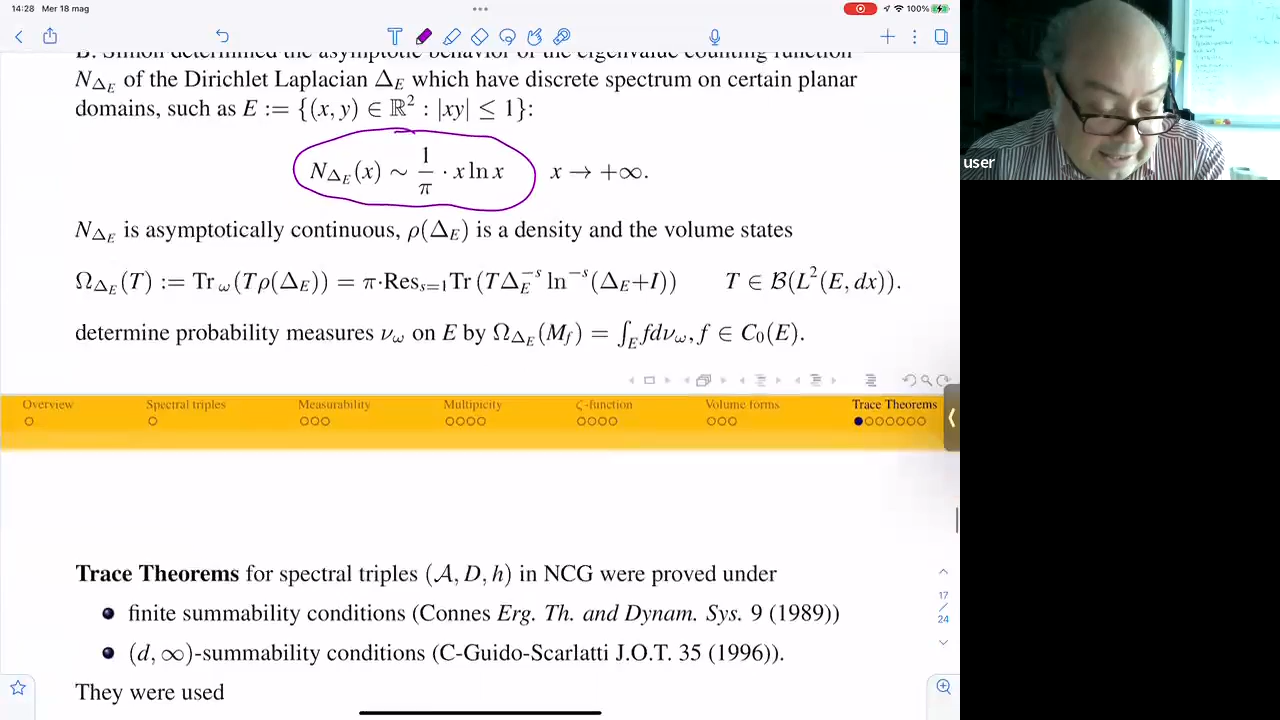 14:28 Mer 18 mag
100%
B. Simon determined the asymptotic behavior of the eigenvalue counting function
N_{Δ_E} of the Dirichlet Laplacian Δ_E which have discrete spectrum on certain planar
domains, such as E := {(x, y) ∈ ℝ² : |xy| ≤ 1}:
N_{Δ_E}(x) ∼ 1/π · x ln x    x → +∞.
N_{Δ_E} is asymptotically continuous, ρ(Δ_E) is a density and the volume states
Ω_{Δ_E}(T) := Tr_ω(Tρ(Δ_E)) = π·Res_{s=1}Tr(TΔ_E^{-s} ln^{-s}(Δ_E+I))    T ∈ 𝓑(L²(E, dx)).
determine probability measures ν_ω on E by Ω_{Δ_E}(M_f) = ∫_E f dν_ω, f ∈ C₀(E).
Overview Spectral triples Measurability Multipicity ζ-function Volume forms Trace Theorems
Trace Theorems for spectral triples (𝒜, D, h) in NCG were proved under
finite summability conditions (Connes Erg. Th. and Dynam. Sys. 9 (1989))
(d, ∞)-summability conditions (C-Guido-Scarlatti J.O.T. 35 (1996)).
They were used
17
/
24
user